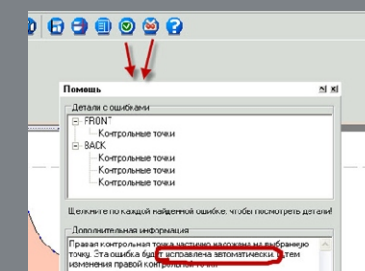 Помощь
Детали с ошибками
FRONT
Контрольные точки
BACK
Контрольные точки
Контрольные точки
Контрольные точки
Щелкните по каждой найденной ошибке, чтобы посмотреть детали!
Дополнительная информация
Правая контрольная точка частично наложена на выбранную
точку. Эта ошибка будет исправлена автоматически, путем
изменения правой контрольной точки